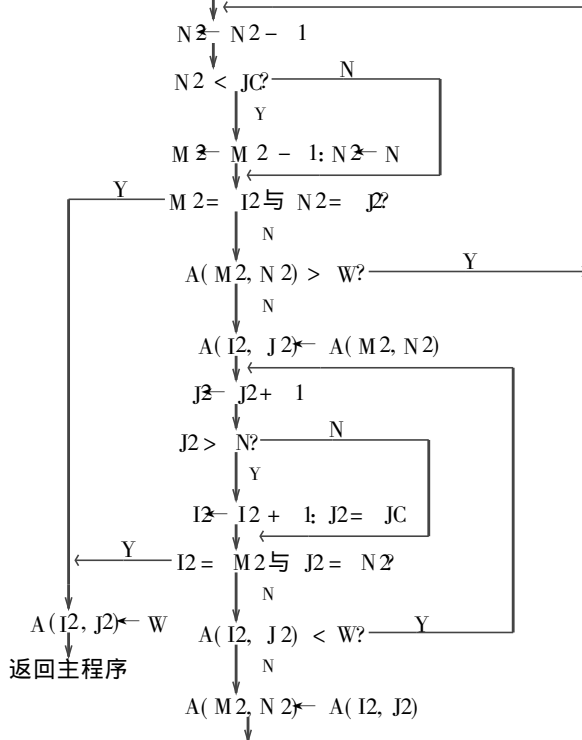 N2← N2- 1
N2 < JC?
N
Y
M2← M2 - 1: N2← N
Y
M2= I2与 N2= J2?
N
A( M2, N2) > W?
Y
N
A( I2, J2)← A( M2, N2)
J2← J2+ 1
J2 > N?
N
Y
I2← I2 + 1: J2= JC
Y
I2 = M2与 J2 = N2?
N
A( I2, J2)← W
A( I2, J2) < W?
Y
返回主程序
N
A( M2, N2)← A( I2, J2)